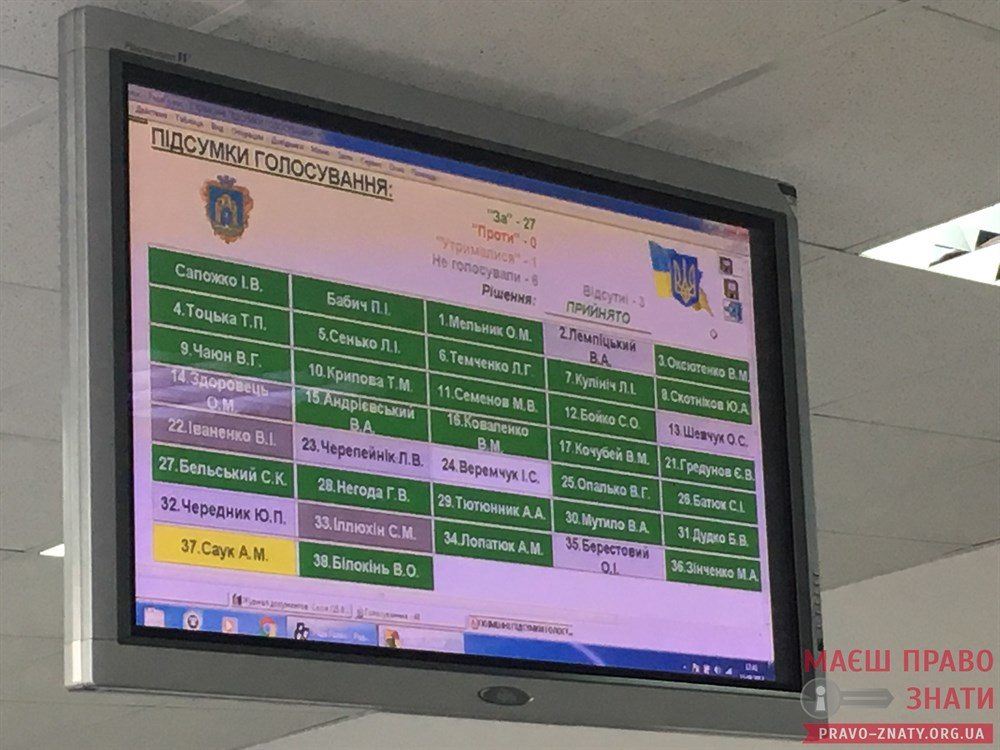 ПІДСУМКИ ГОЛОСУВАННЯ:
"За" - 27
"Проти" - 0
"Утрималися" - 1
Не голосували - 6
Відсутні - 3
Рішення: ПРИЙНЯТО
Сапожко І.В.
Бабич П.І.
1.Мельник О.М.
2.Лемпіцький
В.А.
3.Оксютенко В.М.
4.Тоцька Т.П.
5.Сенько Л.І.
6.Темченко Л.Г
7.Кулініч Л.І.
8.Скотніков Ю.А.
9.Чаюн В.Г.
10.Крипова Т.М.
11.Семенов М.В.
12.Бойко С.О.
13.Шевчук О.С.
14.Здоровець
О.М.
15.Андрієвський
В.А.
16.Коваленко
В.М.
17.Кочубей В.М.
21.Гредунов Є.В.
22.Іваненко В.І.
23.Черепейнік Л.В.
24.Веремчук І.С.
25.Опалько В.Г.
26.Батюк С.І.
27.Бельський С.К.
28.Негода Г.В.
29.Тютюнник А.А.
30.Мутило В.А.
31.Дудко Б.В.
32.Чередник Ю.П.
33.Іллюхін С.М.
34.Лопатюк А.М.
35.Берестовий
О.І.
36.Зінченко М.А.
37.Саук А.М.
38.Білокінь В.О.
МАЄШ ПРАВО
ЗНАТИ
PRAVO-ZNATY.ORG.UA